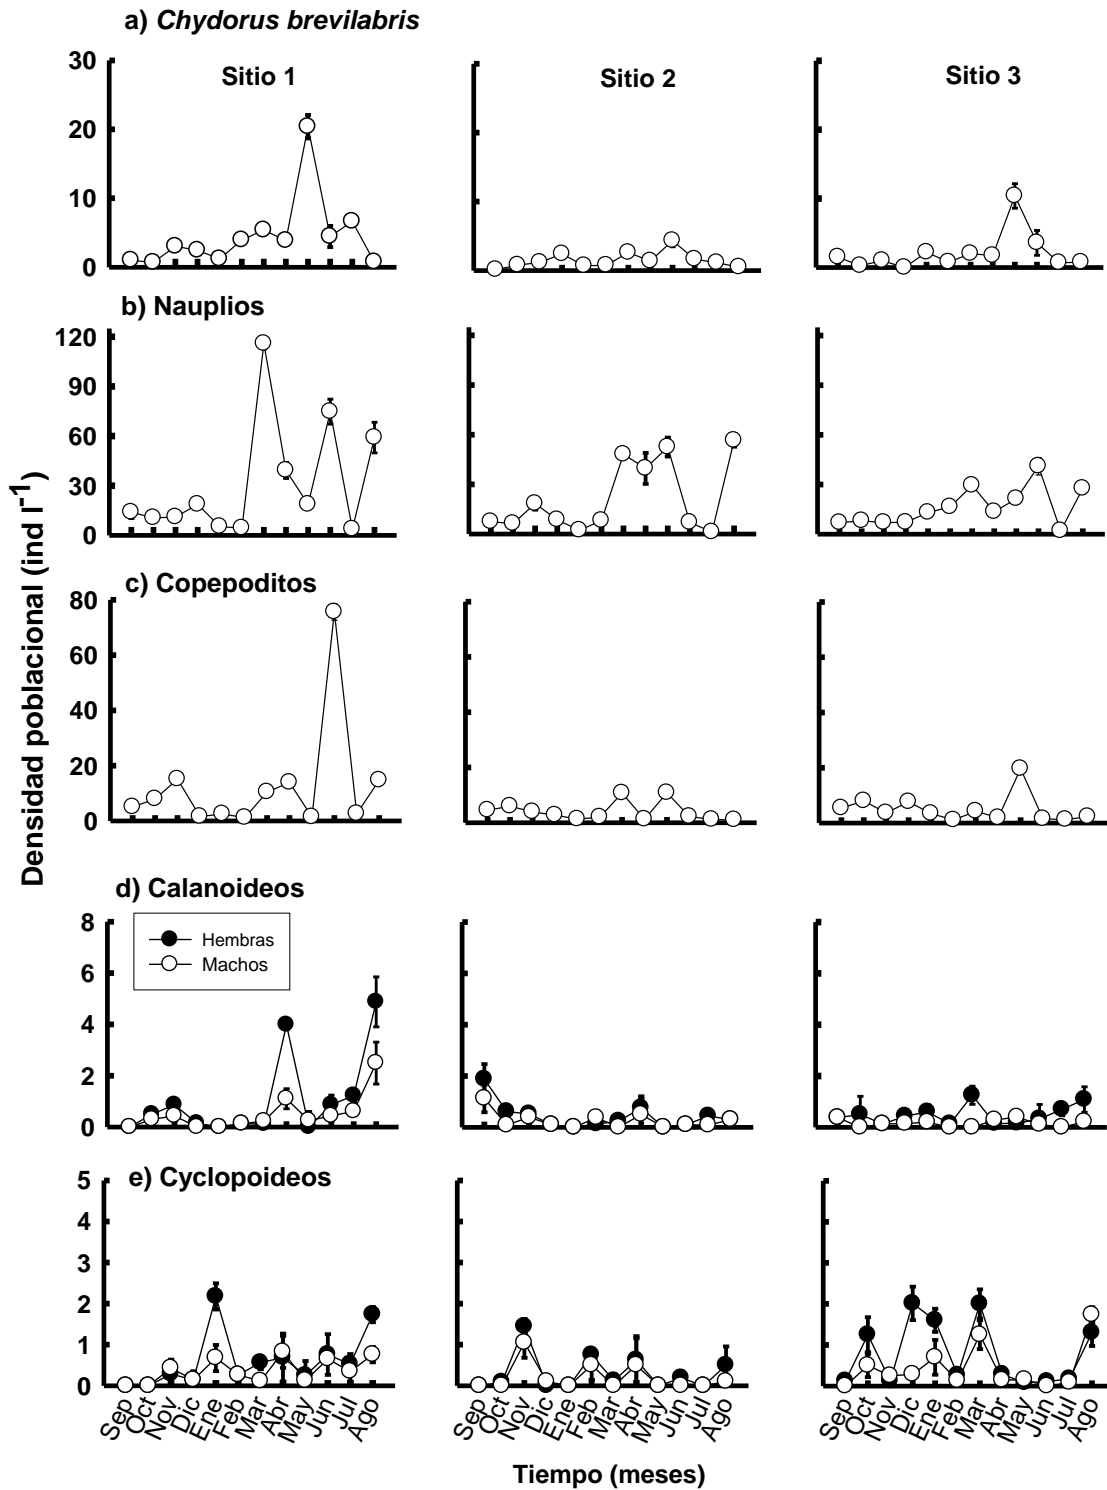 a) Chydorus brevilabris
Sitio 1
Sitio 2
Sitio 3
30
20
10
0
b) Nauplios
120
90
60
30
0
c) Copepoditos
80
60
40
20
0
d) Calanoideos
8
6
4
2
0
Hembras
Machos
e) Cyclopoideos
5
4
3
2
1
0
Densidad poblacional (ind l-1)
Sep Oct Nov Dic Ene Feb Mar Abr May Jun Jul Ago
Sep Oct Nov Dic Ene Feb Mar Abr May Jun Jul Ago
Sep Oct Nov Dic Ene Feb Mar Abr May Jun Jul Ago
Tiempo (meses)